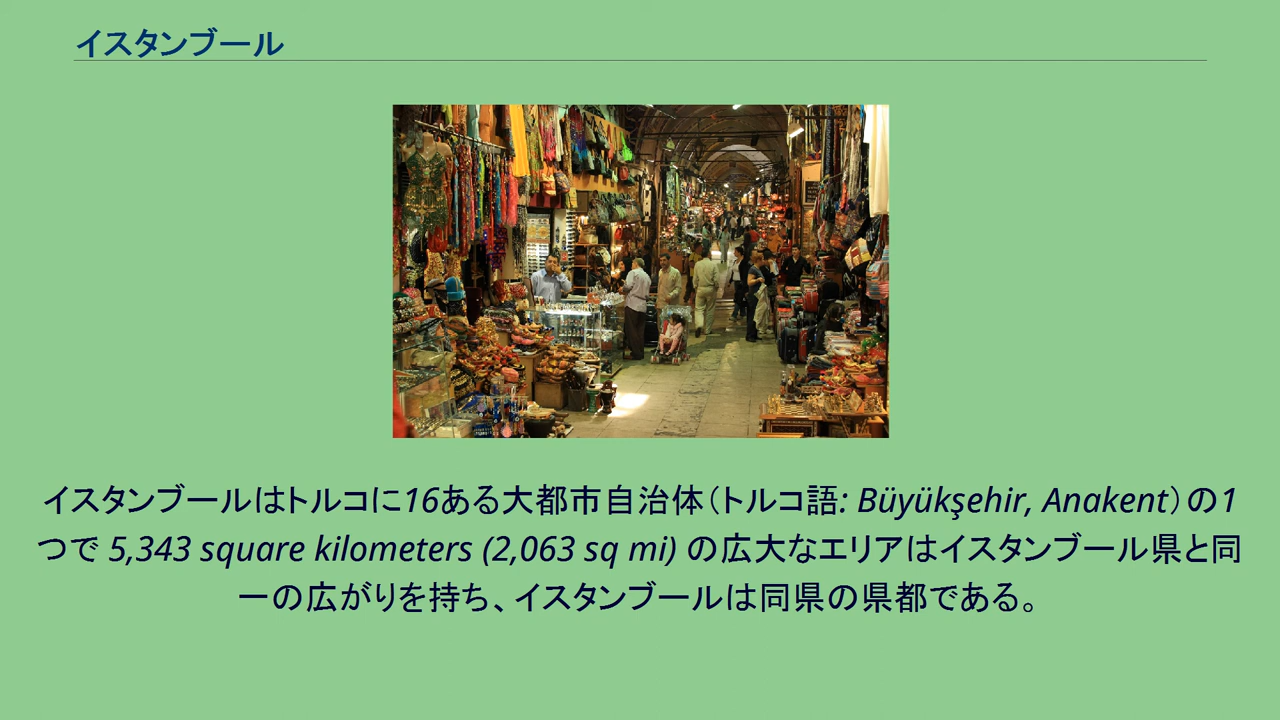 イスタンブール
イスタンブールはトルコに16ある大都市自治体（トルコ語: Büyükşehir, Anakent）の1
つで 5,343 square kilometers (2,063 sq mi) の広大なエリアはイスタンブール県と同
一の広がりを持ち、イスタンブールは同県の県都である。